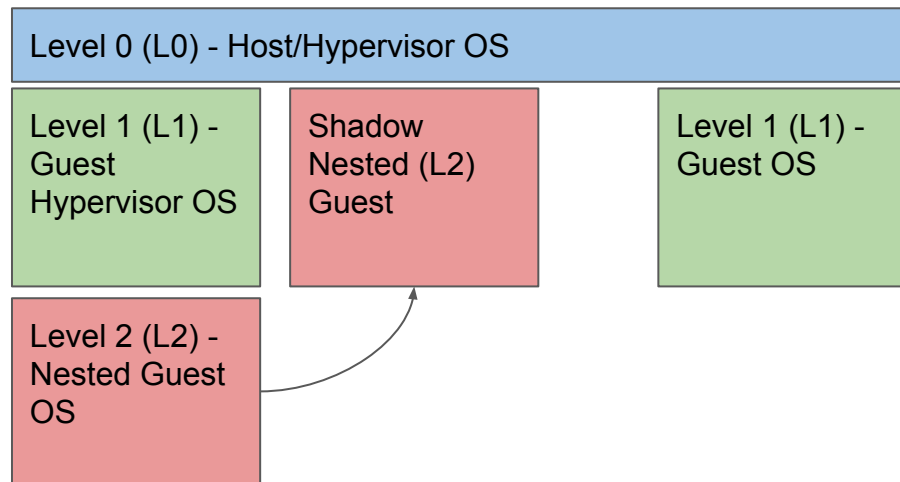 Level 0 (L0) - Host/Hypervisor OS
Level 1 (L1) -
Guest
Hypervisor OS
Shadow
Nested (L2)
Guest
Level 1 (L1) -
Guest OS
Level 2 (L2) -
Nested Guest
OS